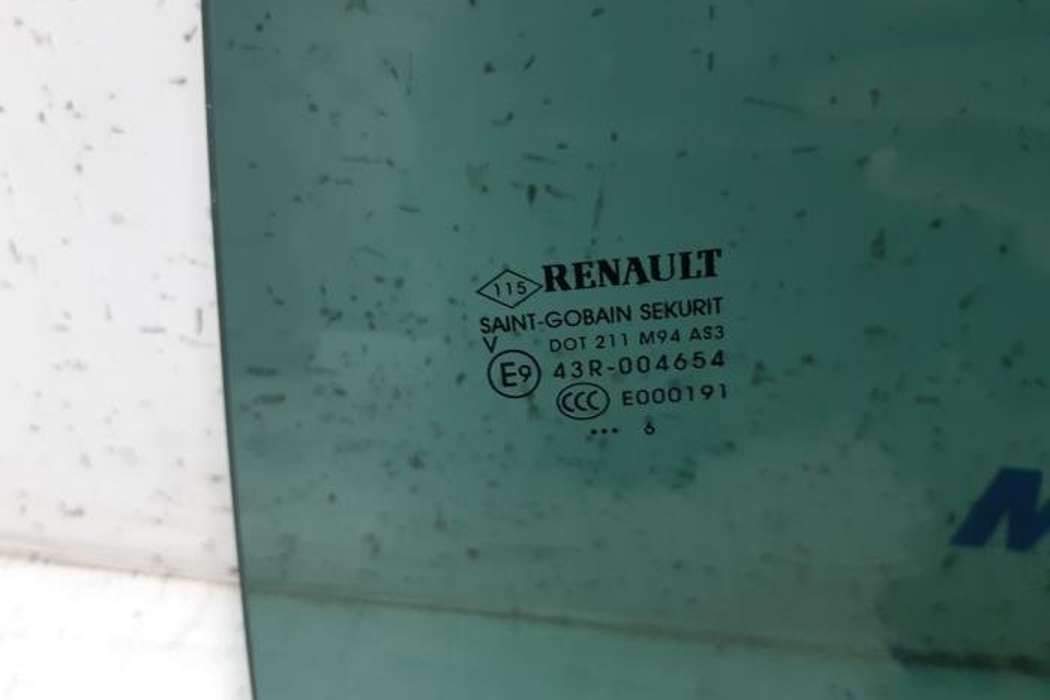 115 RENAULT
SAINT-GOBAIN SEKURIT
V DOT 211 M94 AS3
E9 43R-004654
CCC E000191
... 6
M